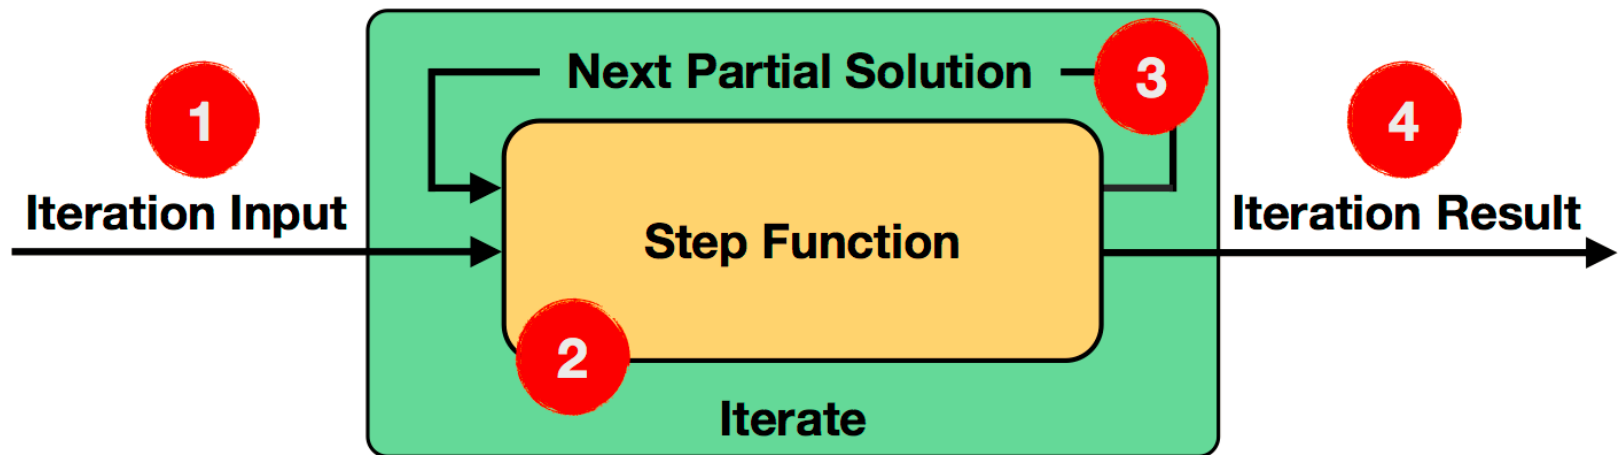 Next Partial Solution
3
1
4
Iteration Input
Iteration Result
Step Function
2
Iterate